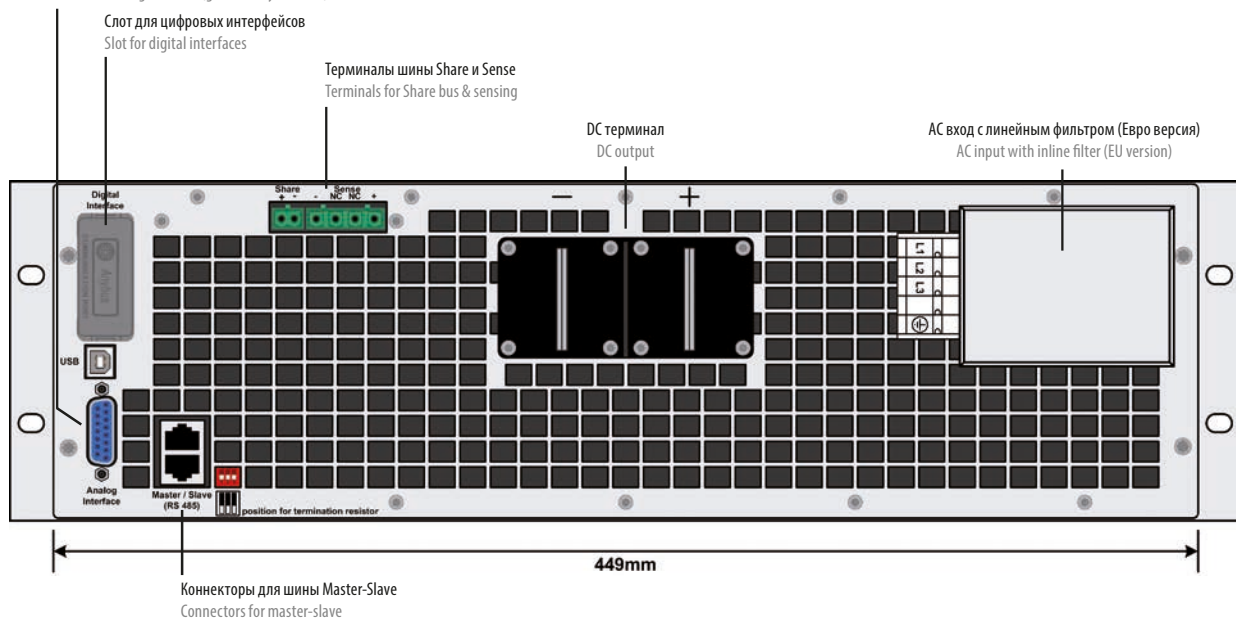 Слот для цифровых интерфейсов
Slot for digital interfaces
Терминалы шины Share и Sense
Terminals for Share bus & sensing
DC терминал
DC output
AC вход с линейным фильтром (Евро версия)
AC input with inline filter (EU version)
Digital
Interface
Share
+ -
Sense
- NC NC +
− +
L1
L2
L3
Anybus
USB
Analog
Interface
Master / Slave
(RS 485)
position for termination resistor
449mm
Коннекторы для шины Master-Slave
Connectors for master-slave